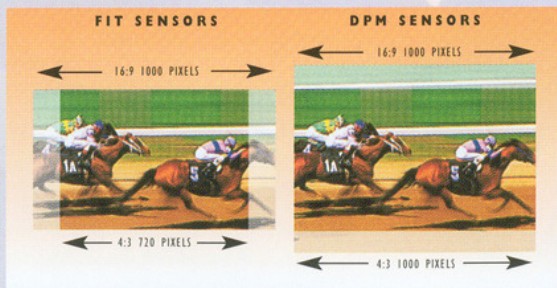 FIT SENSORS
16:9 1000 PIXELS
1A
5
4:3 720 PIXELS
DPM SENSORS
16:9 1000 PIXELS
1A
5
4:3 1000 PIXELS